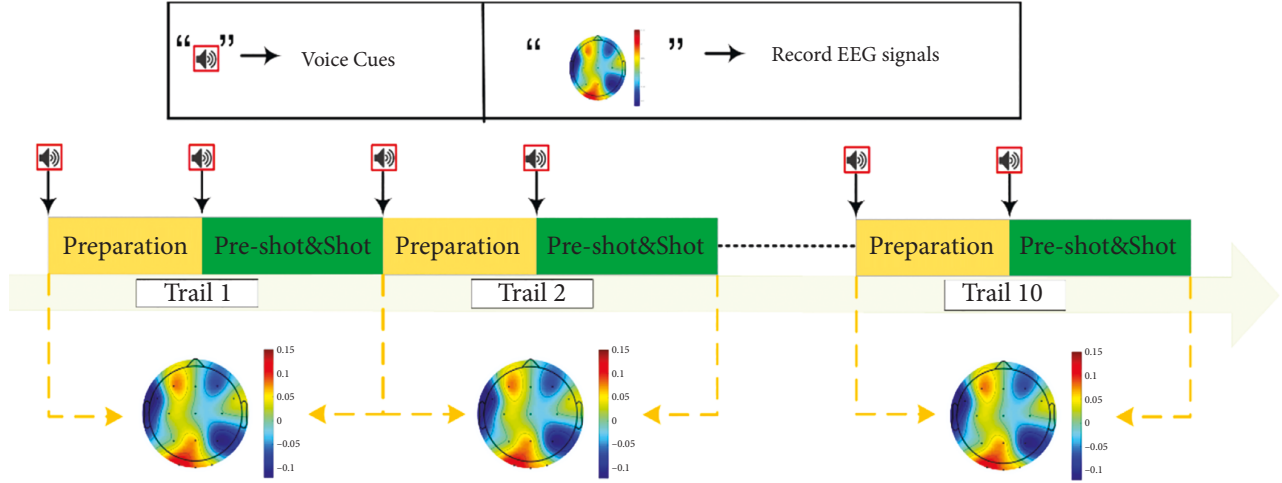 “ ” Voice Cues
“ ” Record EEG signals
Preparation Pre-shot&Shot Preparation Pre-shot&Shot Preparation Pre-shot&Shot
Trail 1 Trail 2 Trail 10
0.15 0.15 0.15
0.1 0.1 0.1
0.05 0.05 0.05
0 0 0
−0.05 −0.05 −0.05
−0.1 −0.1 −0.1